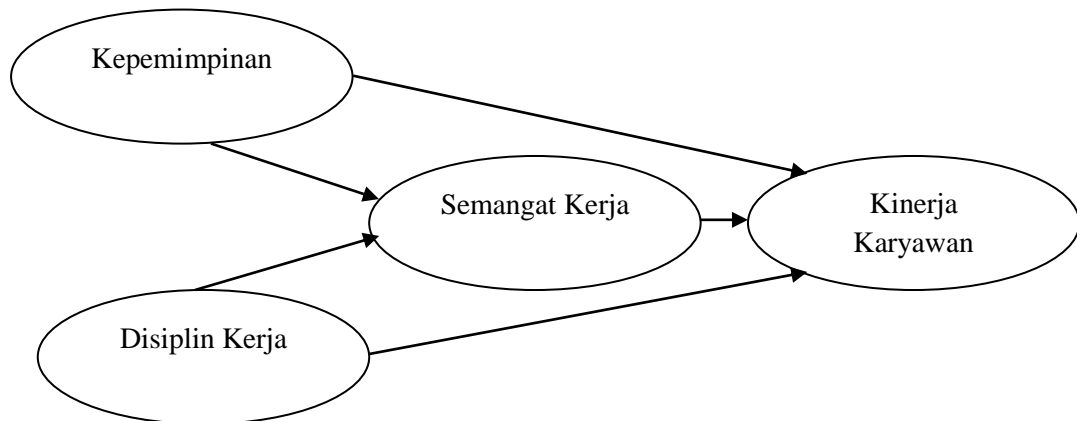 Kepemimpinan
Semangat Kerja
Kinerja
Karyawan
Disiplin Kerja